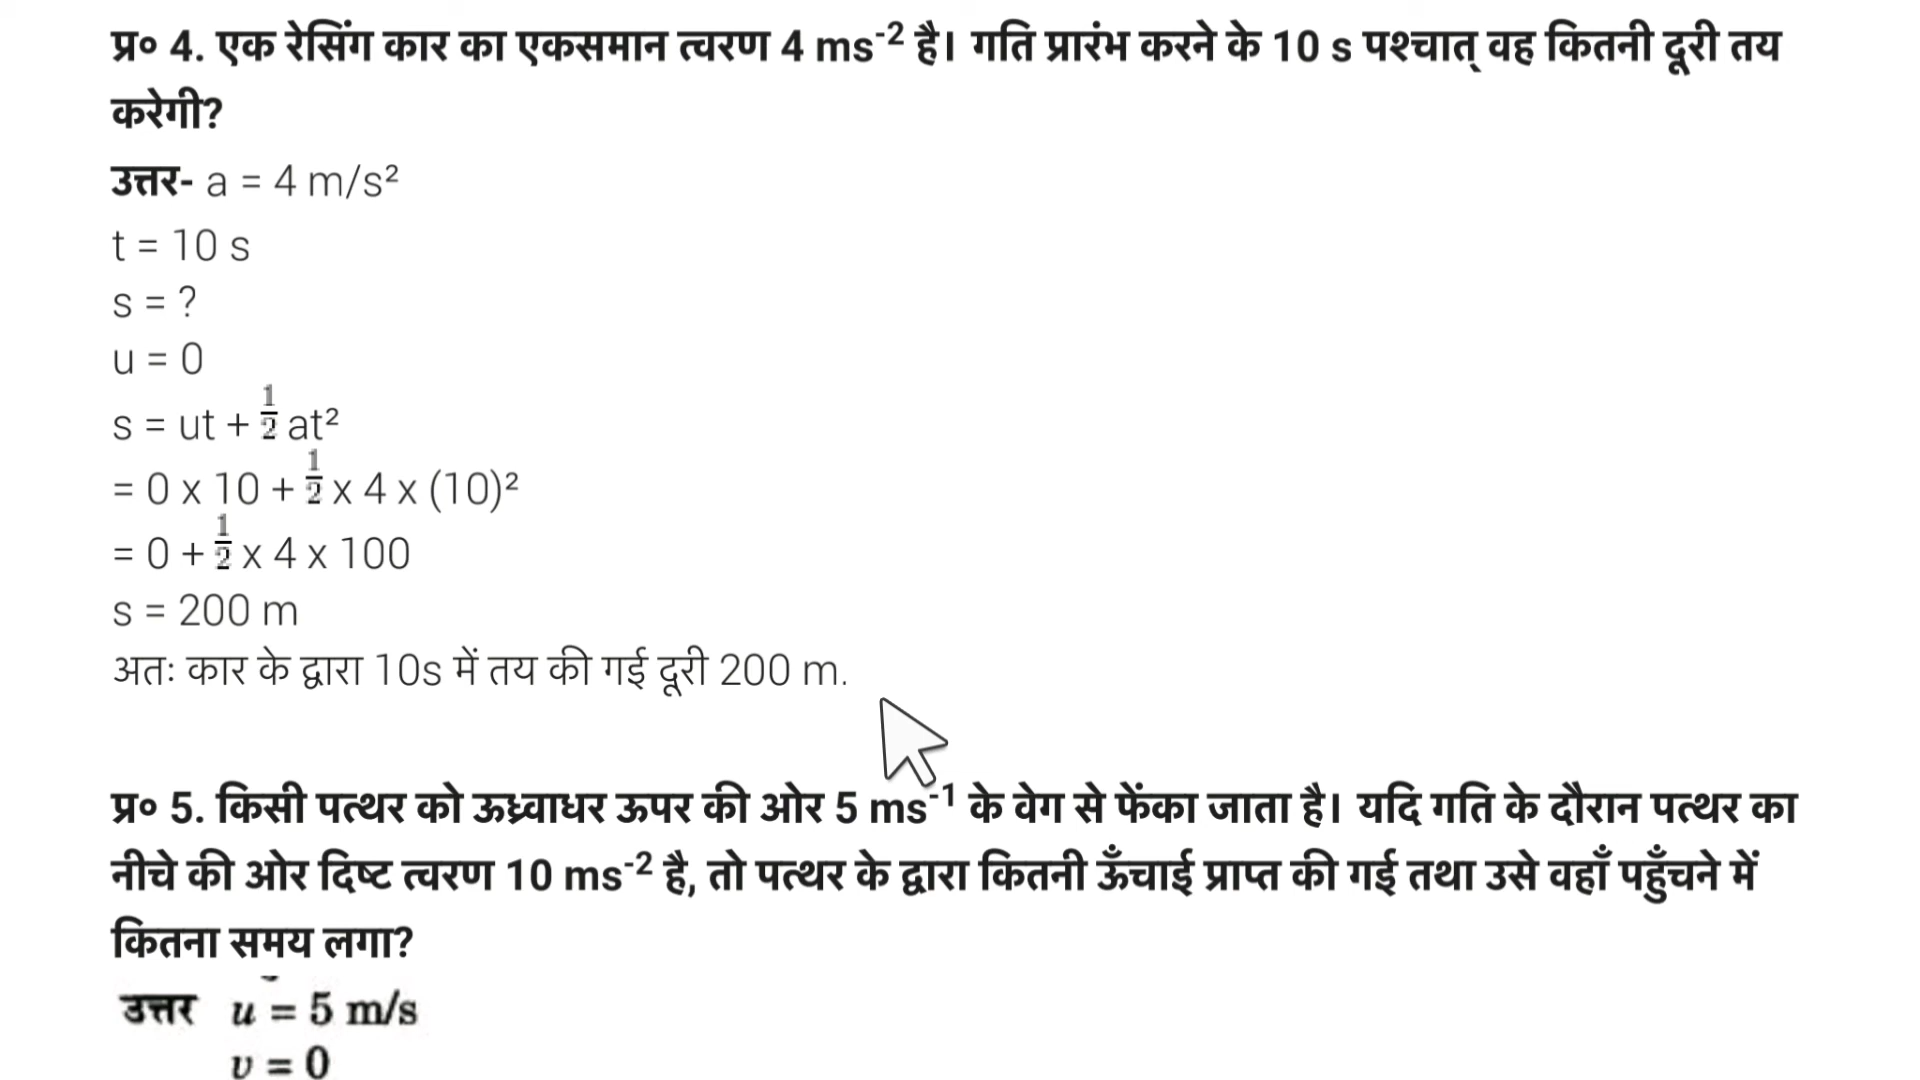 प्र० 4. एक रेसिंग कार का एकसमान त्वरण 4 ms⁻² है। गति प्रारंभ करने के 10 s पश्चात् वह कितनी दूरी तय
करेगी?
उत्तर- a = 4 m/s²
t = 10 s
s = ?
u = 0
s = ut + 1/2 at²
= 0 x 10 + 1/2 x 4 x (10)²
= 0 + 1/2 x 4 x 100
s = 200 m
अतः कार के द्वारा 10s में तय की गई दूरी 200 m.
प्र० 5. किसी पत्थर को ऊध्र्वाधर ऊपर की ओर 5 ms⁻¹ के वेग से फेंका जाता है। यदि गति के दौरान पत्थर का
नीचे की ओर दिष्ट त्वरण 10 ms⁻² है, तो पत्थर के द्वारा कितनी ऊँचाई प्राप्त की गई तथा उसे वहाँ पहुँचने में
कितना समय लगा?
उत्तर u = 5 m/s
v = 0